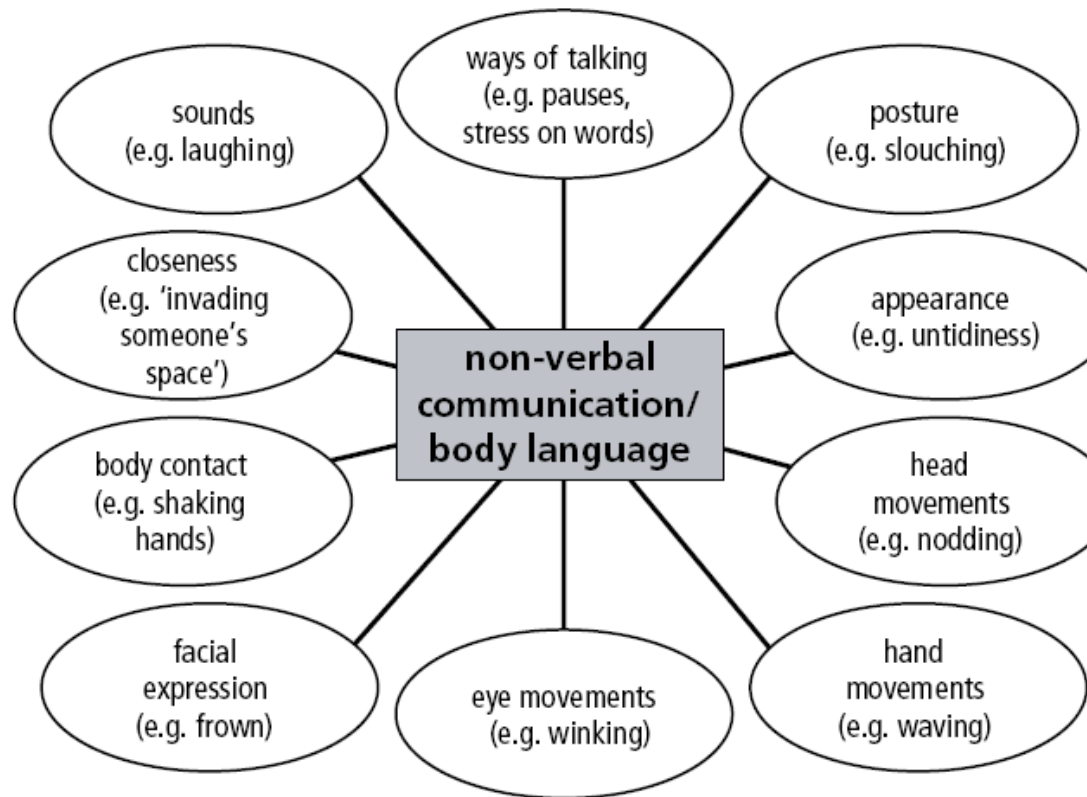 ways of talking
(e.g. pauses,
stress on words)
sounds
(e.g. laughing)
posture
(e.g. slouching)
closeness
(e.g. ‘invading
someone’s
space’)
appearance
(e.g. untidiness)
non-verbal
communication/
body language
body contact
(e.g. shaking
hands)
head
movements
(e.g. nodding)
facial
expression
(e.g. frown)
eye movements
(e.g. winking)
hand
movements
(e.g. waving)